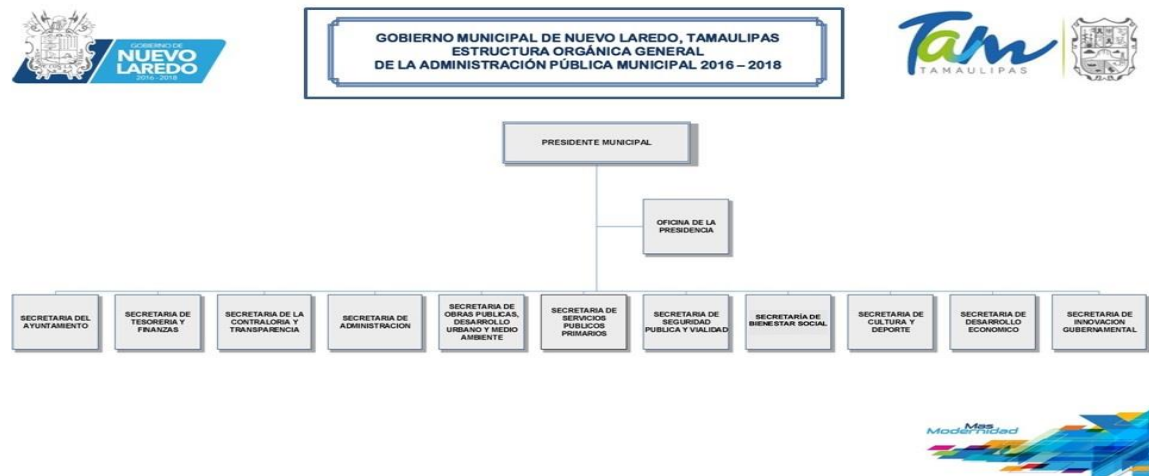 GOBIERNO DE
NUEVO
LAREDO
2016 - 2018
GOBIERNO MUNICIPAL DE NUEVO LAREDO, TAMAULIPAS
ESTRUCTURA ORGÁNICA GENERAL
DE LA ADMINISTRACIÓN PÚBLICA MUNICIPAL 2016 – 2018
Tam
TAMAULIPAS
PRESIDENTE MUNICIPAL
OFICINA DE LA
PRESIDENCIA
SECRETARIA DEL
AYUNTAMIENTO
SECRETARIA DE
TESORERIA Y
FINANZAS
SECRETARIA DE LA
CONTRALORIA Y
TRANSPARENCIA
SECRETARIA DE
ADMINISTRACION
SECRETARIA DE
OBRAS PUBLICAS,
DESARROLLO
URBANO Y MEDIO
AMBIENTE
SECRETARIA DE
SERVICIOS
PUBLICOS
PRIMARIOS
SECRETARIA DE
SEGURIDAD
PUBLICA Y VIALIDAD
SECRETARÍA DE
BIENESTAR SOCIAL
SECRETARIA DE
CULTURA Y
DEPORTE
SECRETARIA DE
DESARROLLO
ECONOMICO
SECRETARIA DE
INNOVACION
GUBERNAMENTAL
Mas
Modernidad